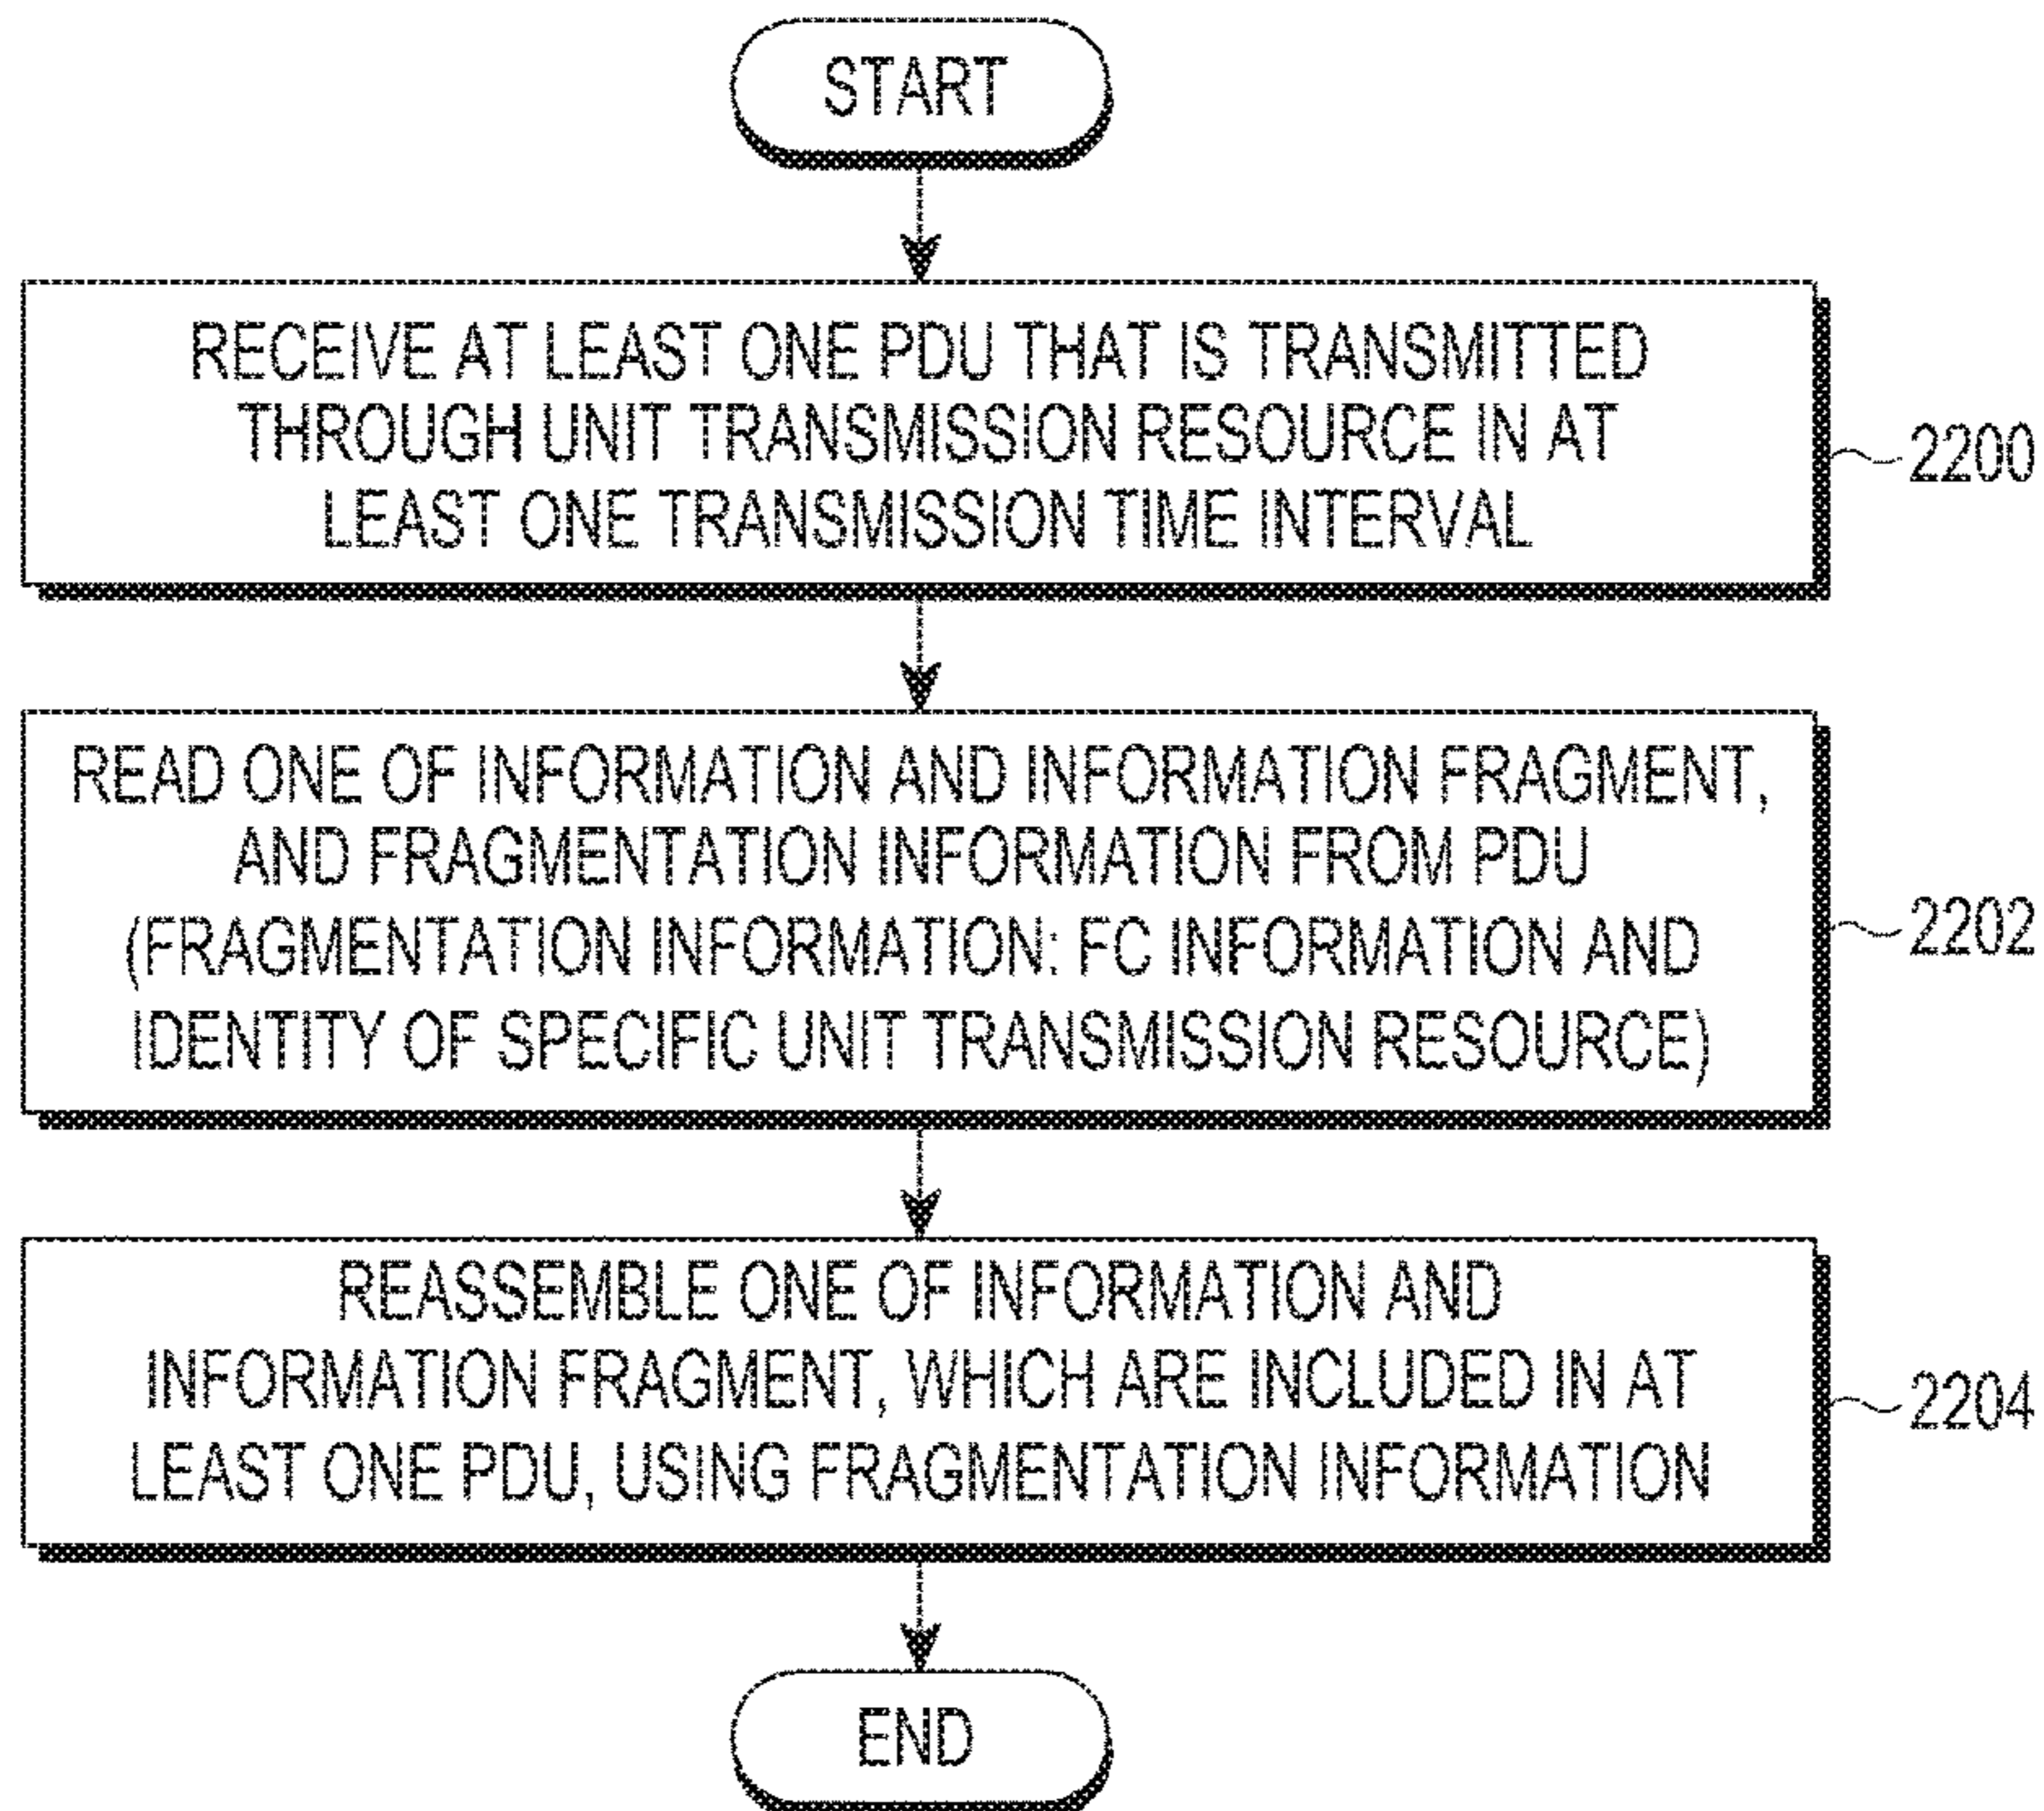 START
RECEIVE AT LEAST ONE PDU THAT IS TRANSMITTED
THROUGH UNIT TRANSMISSION RESOURCE IN AT
LEAST ONE TRANSMISSION TIME INTERVAL
2200
READ ONE OF INFORMATION AND INFORMATION FRAGMENT,
AND FRAGMENTATION INFORMATION FROM PDU
(FRAGMENTATION INFORMATION: FC INFORMATION AND
IDENTITY OF SPECIFIC UNIT TRANSMISSION RESOURCE)
2202
REASSEMBLE ONE OF INFORMATION AND
INFORMATION FRAGMENT, WHICH ARE INCLUDED IN AT
LEAST ONE PDU, USING FRAGMENTATION INFORMATION
2204
END